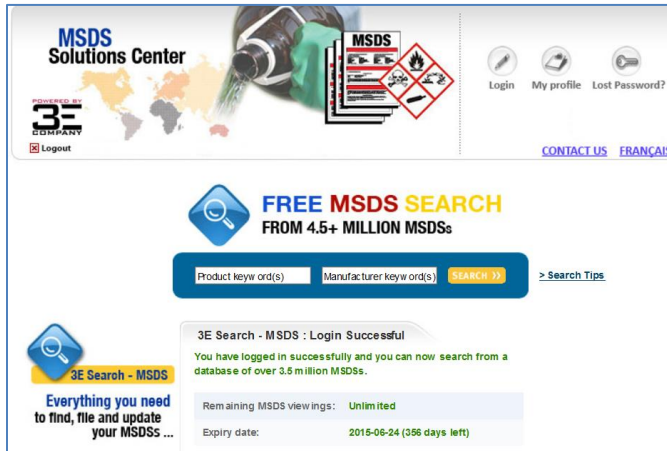 MSDS
Solutions Center
MSDS
POWERED BY
3E
COMPANY
Logout
Login
My profile
Lost Password?
CONTACT US
FRANÇAIS
FREE MSDS SEARCH
FROM 4.5+ MILLION MSDSs
Product keyword(s)
Manufacturer keyword(s)
SEARCH >>
> Search Tips
3E Search - MSDS
Everything you need
to find, file and update
your MSDSs ...
3E Search - MSDS : Login Successful
You have logged in successfully and you can now search from a
database of over 3.5 million MSDSs.
Remaining MSDS viewings: Unlimited
Expiry date: 2015-06-24 (356 days left)